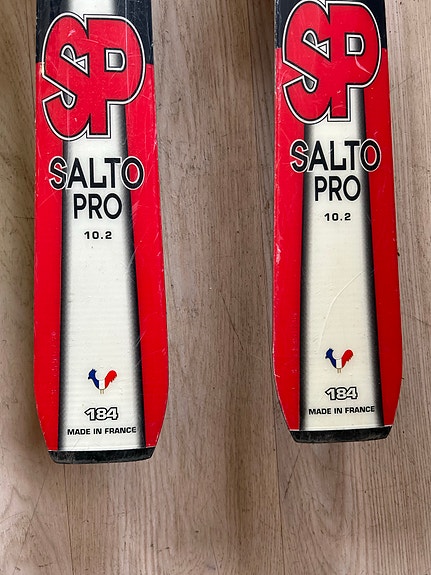 SP
SALTO
PRO
10.2
184
MADE IN FRANCE
SP
SALTO
PRO
10.2
184
MADE IN FRANCE